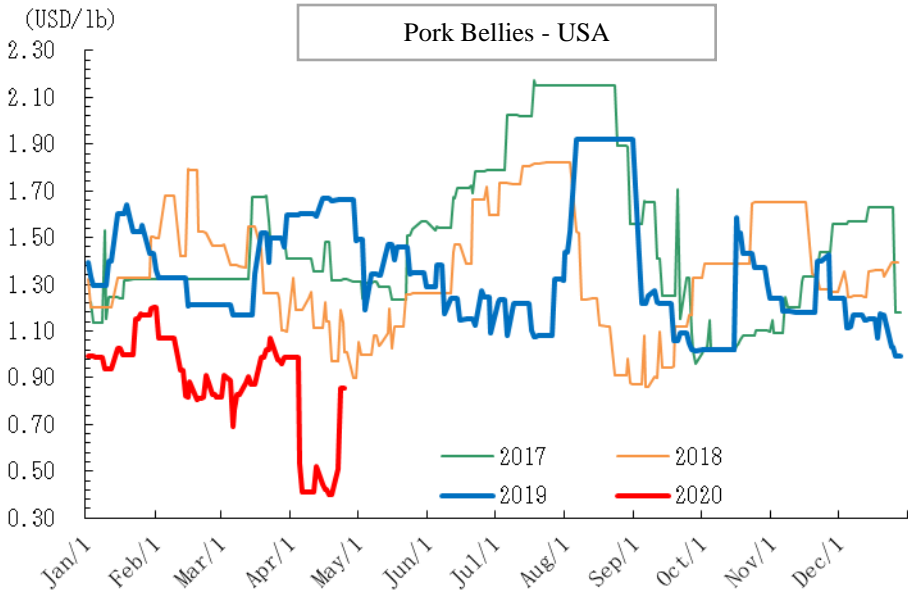 (USD/lb)
Pork Bellies - USA
2.30
2.10
1.90
1.70
1.50
1.30
1.10
0.90
0.70
0.50
0.30
2017
2018
2019
2020
Jan/1
Feb/1
Mar/1
Apr/1
May/1
Jun/1
Jul/1
Aug/1
Sep/1
Oct/1
Nov/1
Dec/1